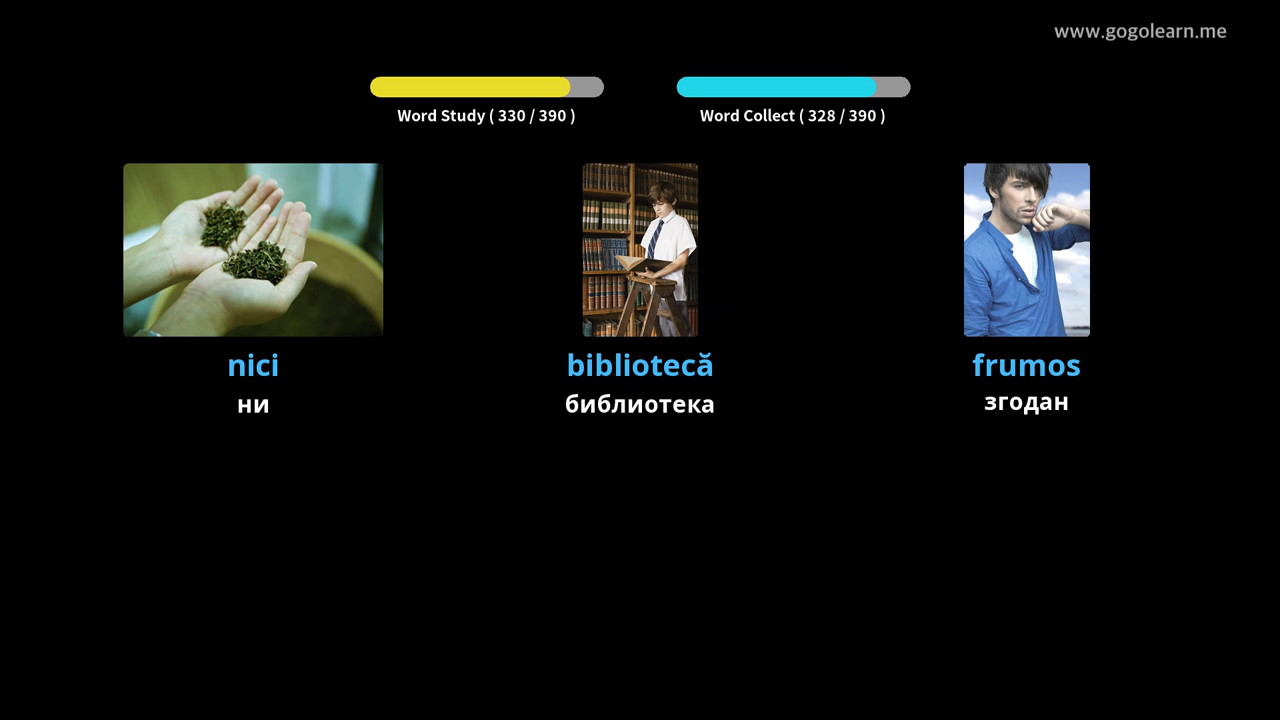 www.gogolearn.me
Word Study ( 330 / 390 )
Word Collect ( 328 / 390 )
nici
ни
bibliotecă
библиотека
frumos
згодан